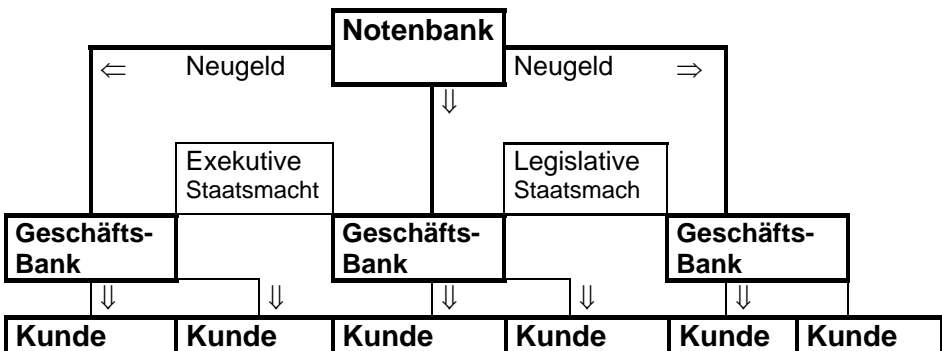 Notenbank
⇐ Neugeld Neugeld ⇒
⇓
Exekutive Legislative
Staatsmacht Staatsmach
Geschäfts- Geschäfts- Geschäfts-
Bank Bank Bank
⇓ ⇓ ⇓ ⇓ ⇓
Kunde Kunde Kunde Kunde Kunde Kunde